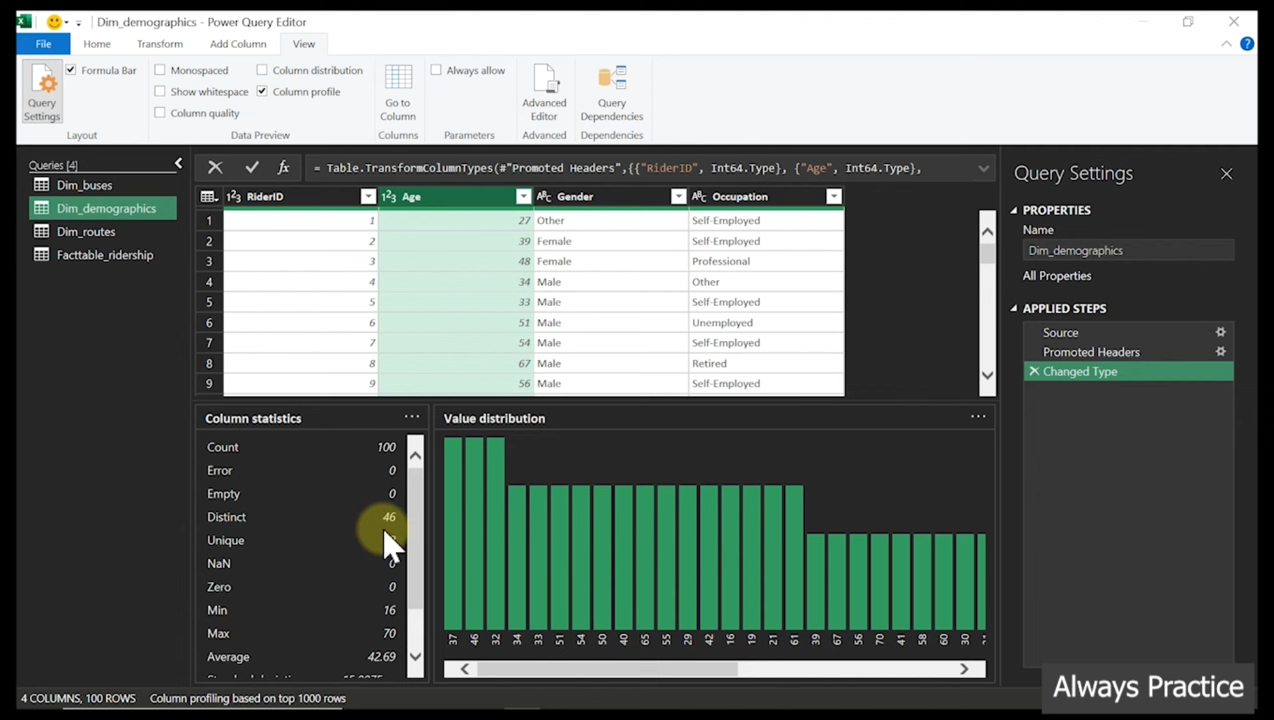 Dim_demographics - Power Query Editor
File Home Transform Add Column View
Query Settings
Formula Bar
Monospaced
Show whitespace
Column quality
Column distribution
Column profile
Go to Column
Always allow
Advanced Editor
Query Dependencies
Layout Data Preview Columns Parameters Advanced Dependencies
Queries [4]
Dim_buses
Dim_demographics
Dim_routes
Facttable_ridership
fx = Table.TransformColumnTypes(#"Promoted Headers",{{"RiderID", Int64.Type}, {"Age", Int64.Type},
123 RiderID 123 Age ABC Gender ABC Occupation
1 1 27 Other Self-Employed
2 2 39 Female Self-Employed
3 3 48 Female Professional
4 4 34 Male Other
5 5 33 Male Self-Employed
6 6 51 Male Unemployed
7 7 54 Male Self-Employed
8 8 67 Male Retired
9 9 56 Male Self-Employed
Column statistics
Count 100
Error 0
Empty 0
Distinct 46
Unique
NaN 0
Zero 0
Min 16
Max 70
Average 42.69
Value distribution
37 46 32 34 33 51 54 50 40 65 55 29 42 16 19 21 61 39 67 56 70 41 58 60 30
Query Settings
PROPERTIES
Name
Dim_demographics
All Properties
APPLIED STEPS
Source
Promoted Headers
Changed Type
4 COLUMNS, 100 ROWS Column profiling based on top 1000 rows
Always Practice